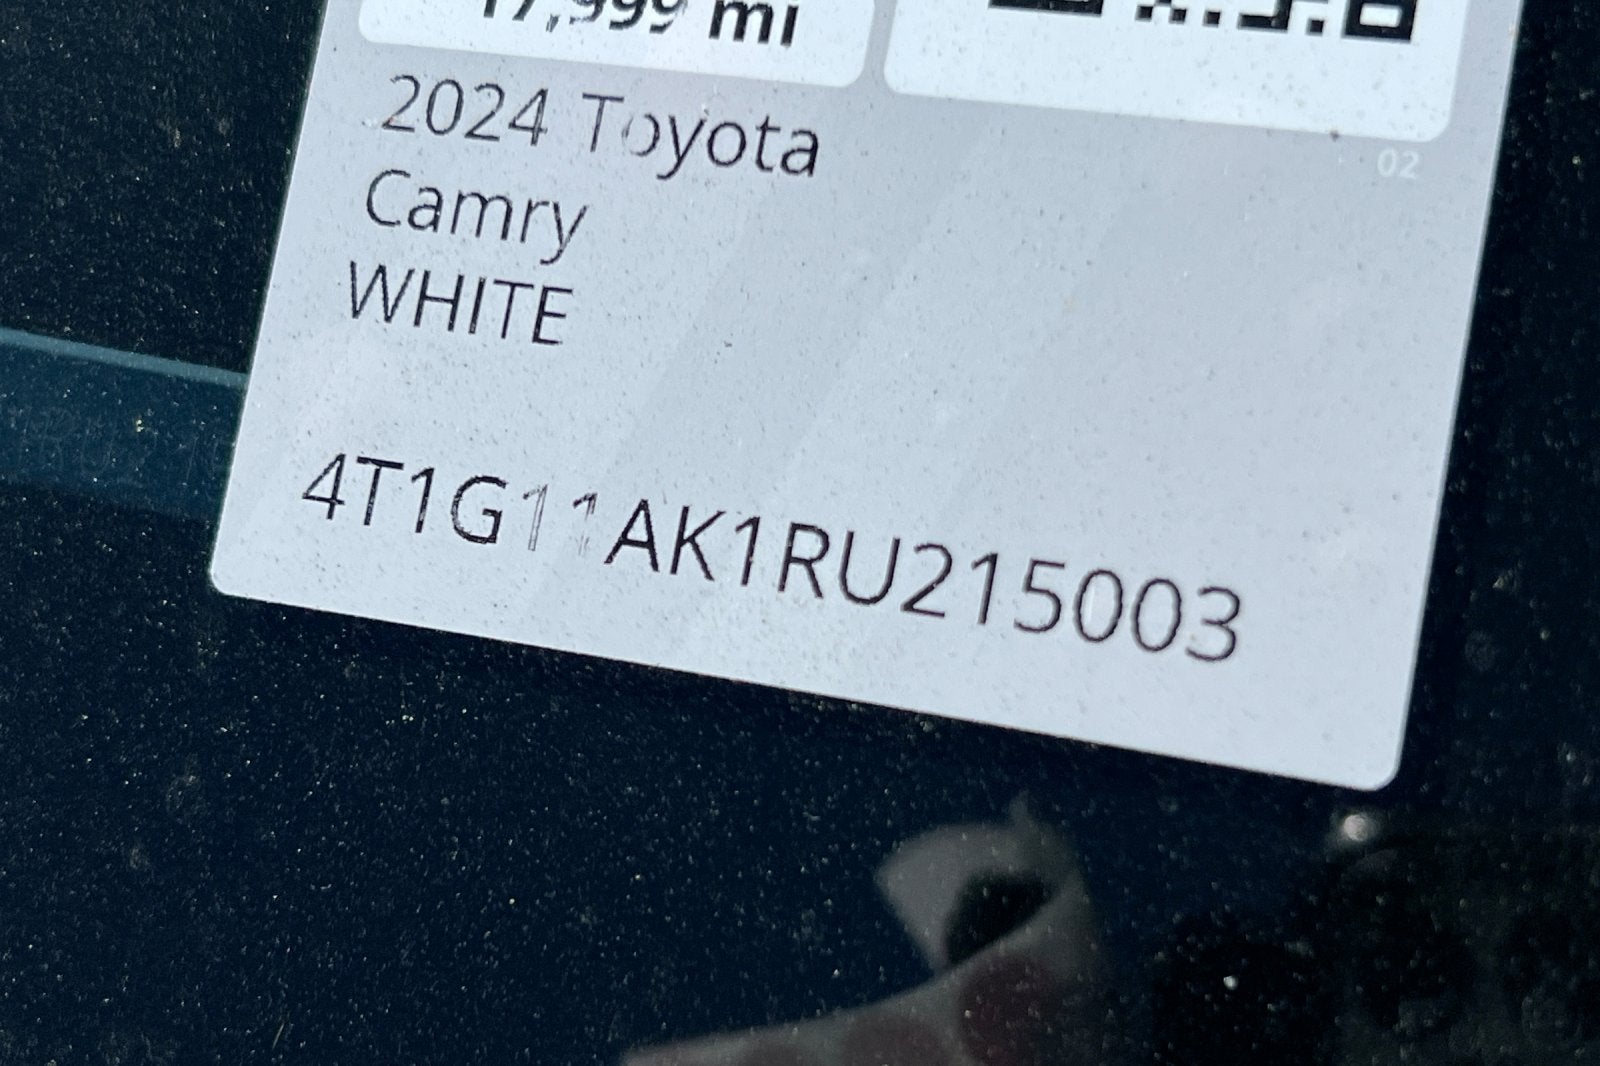 17,999 mi
2024 Toyota
02
Camry
WHITE
4T1G11AK1RU215003